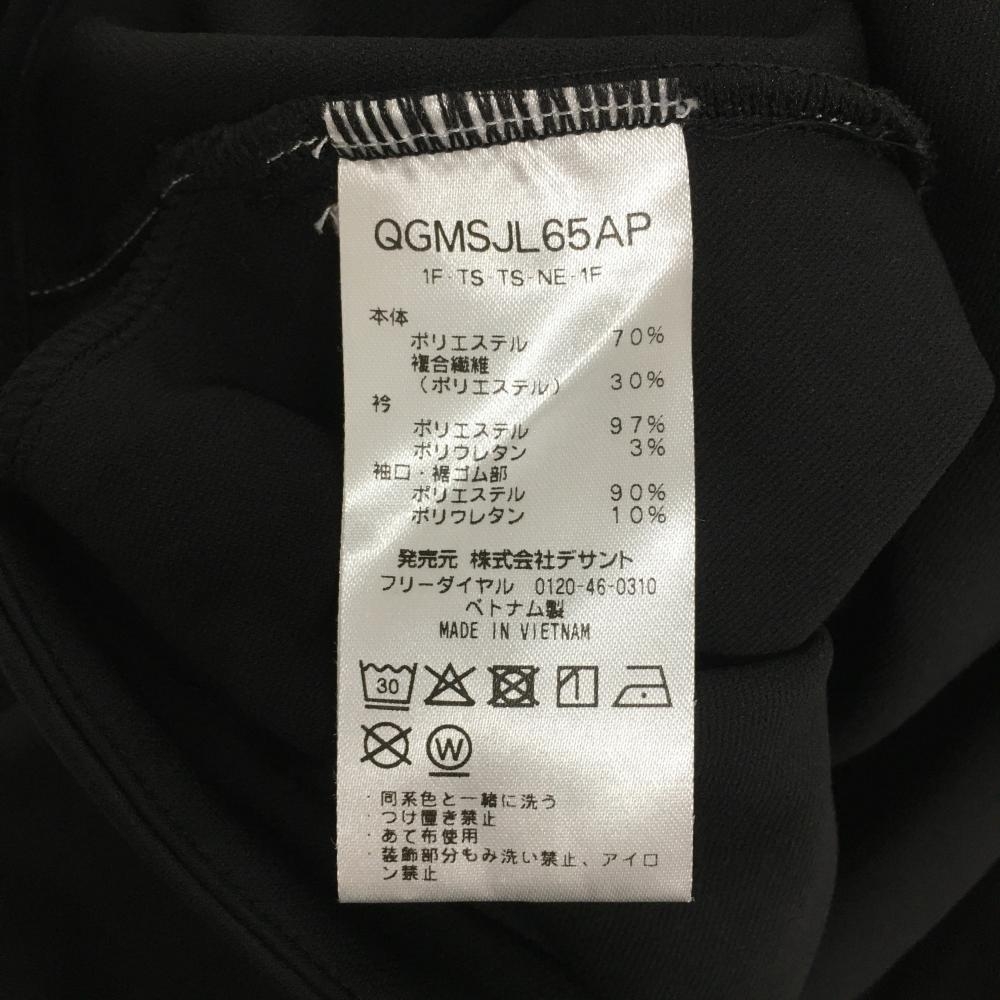 QGMSJL65AP
1F-TS-TS-NE-1F
本体
ポリエステル 70%
複合繊維
（ポリエステル） 30%
衿
ポリエステル 97%
ポリウレタン 3%
袖口・裾ゴム部
ポリエステル 90%
ポリウレタン 10%
発売元 株式会社デサント
フリーダイヤル 0120-46-0310
ベトナム製
MADE IN VIETNAM
30
W
・同系色と一緒に洗う
・つけ置き禁止
・あて布使用
・装飾部分もみ洗い禁止、アイロ
ン禁止